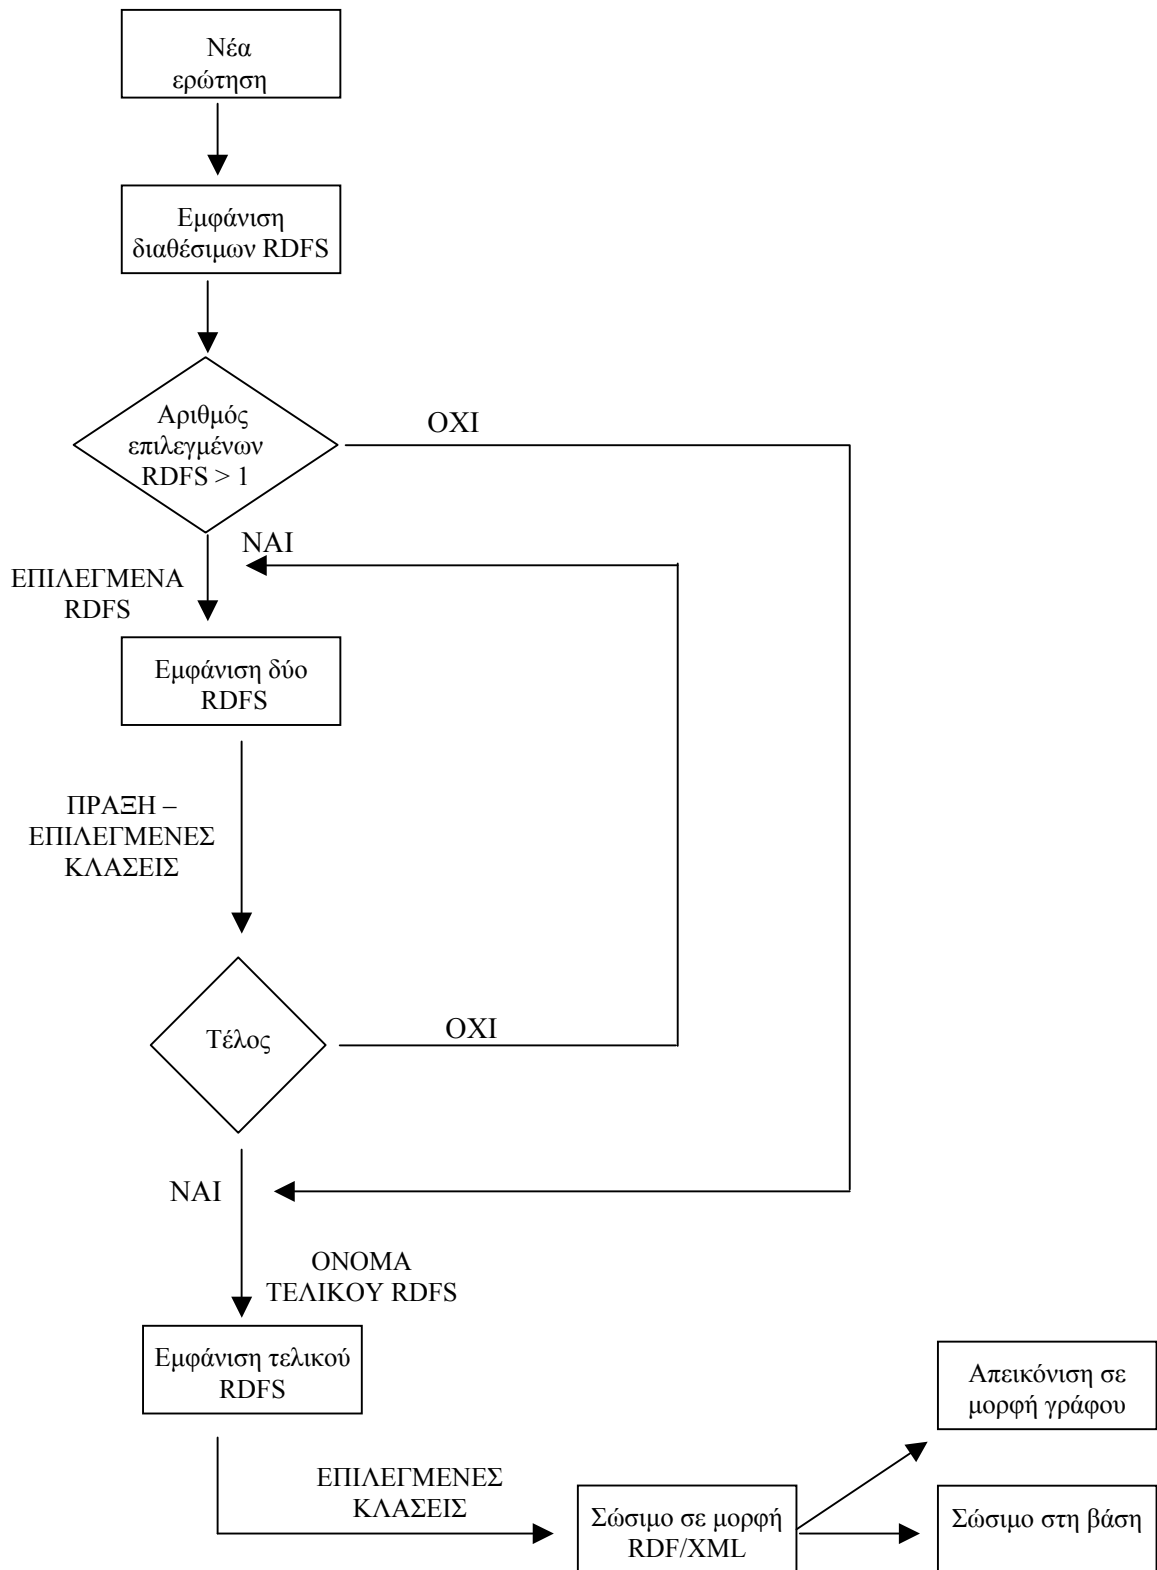 Νέα
ερώτηση
Εμφάνιση
διαθέσιμων RDFS
Αριθμός
επιλεγμένων
RDFS > 1
ΟΧΙ
ΝΑΙ
ΕΠΙΛΕΓΜΕΝΑ
RDFS
Εμφάνιση δύο
RDFS
ΠΡΑΞΗ –
ΕΠΙΛΕΓΜΕΝΕΣ
ΚΛΑΣΕΙΣ
Τέλος
ΟΧΙ
ΝΑΙ
ΟΝΟΜΑ
ΤΕΛΙΚΟΥ RDFS
Εμφάνιση τελικού
RDFS
Απεικόνιση σε
μορφή γράφου
ΕΠΙΛΕΓΜΕΝΕΣ
ΚΛΑΣΕΙΣ
Σώσιμο σε μορφή
RDF/XML
Σώσιμο στη βάση